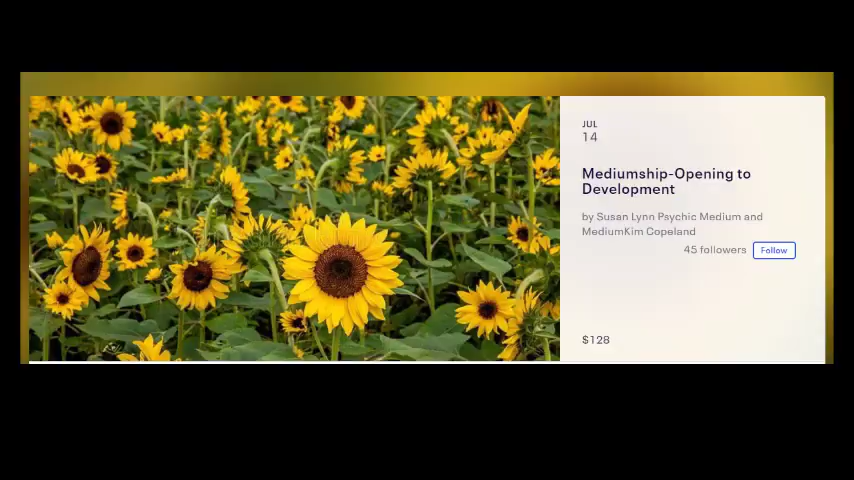 JUL
14
Mediumship-Opening to
Development
by Susan Lynn Psychic Medium and
MediumKim Copeland
45 followers Follow
$128